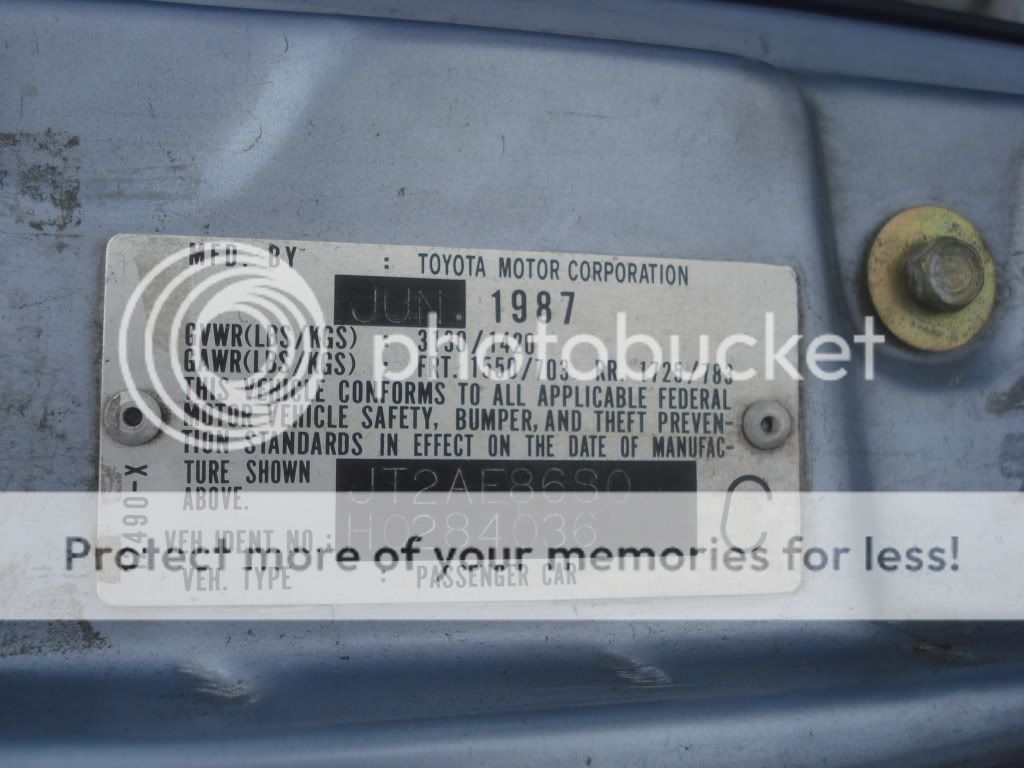 MFD. BY : TOYOTA MOTOR CORPORATION
JUN. 1987
GVWR(LBS/KGS) : 3130/1420
GAWR(LBS/KGS) : FRT. 1550/703 RR. 1725/783
THIS VEHICLE CONFORMS TO ALL APPLICABLE FEDERAL
MOTOR VEHICLE SAFETY, BUMPER, AND THEFT PREVEN-
TION STANDARDS IN EFFECT ON THE DATE OF MANUFAC-
TURE SHOWN
ABOVE.
JT2AE86S0
H0284036
VEH. IDENT NO.:
VEH. TYPE : PASSENGER CAR
C
490-X
photobucket
Protect more of your memories for less!